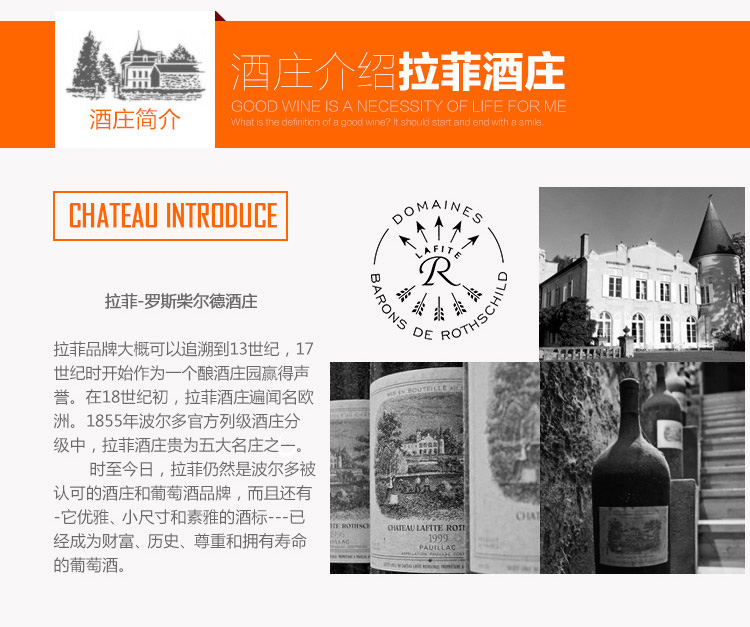 酒庄简介
酒庄介绍拉菲酒庄
GOOD WINE IS A NECESSITY OF LIFE FOR ME
What is the definition of a good wine? It should start and end with a smile.
CHATEAU INTRODUCE
拉菲-罗斯柴尔德酒庄
拉菲品牌大概可以追溯到13世纪，17
世纪时开始作为一个酿酒庄园赢得声
誉。在18世纪初，拉菲酒庄遍闻名欧
洲。1855年波尔多官方列级酒庄分
级中，拉菲酒庄贵为五大名庄之一。
时至今日，拉菲仍然是波尔多被
认可的酒庄和葡萄酒品牌，而且还有
-它优雅、小尺寸和素雅的酒标---已
经成为财富、历史、尊重和拥有寿命
的葡萄酒。
DOMAINES
LAFITE
R
BARONS DE ROTHSCHILD
MIS EN BOUTEILLE AU
CHATEAU LAFITE ROTH
1999
PAUILLAC